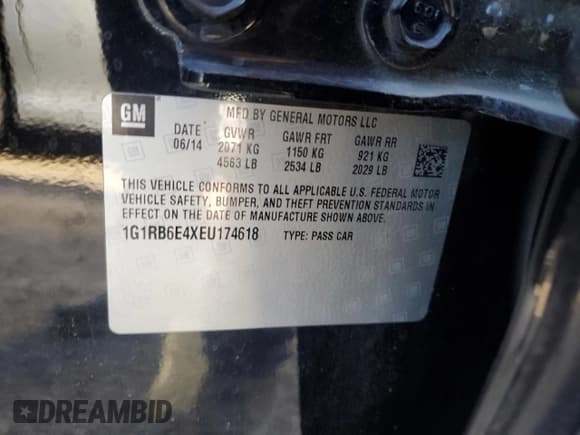 GM
MFD BY GENERAL MOTORS LLC
DATE GVWR GAWR FRT GAWR RR
06/14 2071 KG 1150 KG 921 KG
4563 LB 2534 LB 2029 LB
THIS VEHICLE CONFORMS TO ALL APPLICABLE U.S. FEDERAL MOTOR
VEHICLE SAFETY, BUMPER, AND THEFT PREVENTION STANDARDS IN
EFFECT ON THE DATE OF MANUFACTURE SHOWN ABOVE.
1G1RB6E4XEU174618 TYPE: PASS CAR
DREAMBID